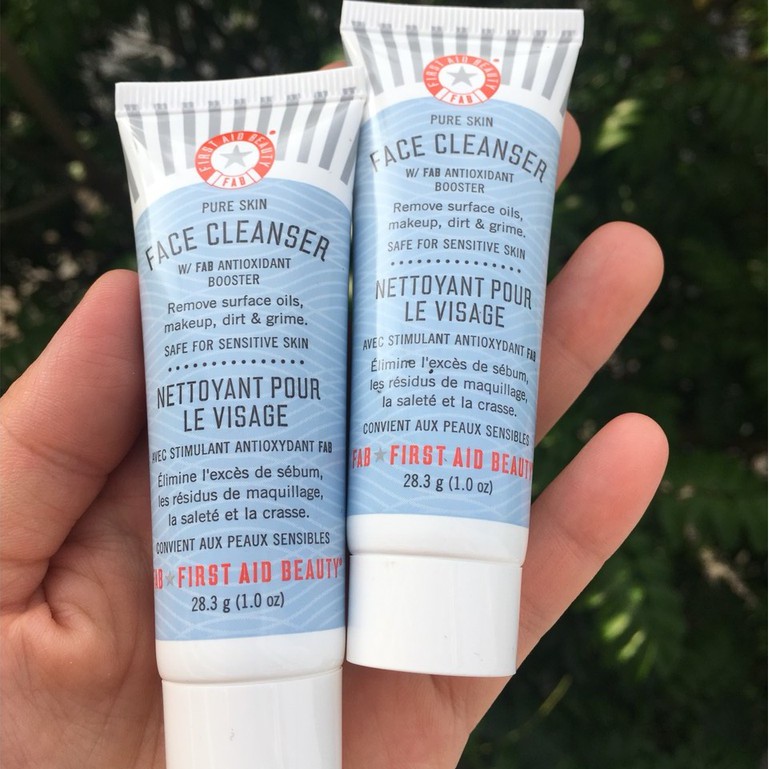 FIRST AID BEAUTY
FAB
PURE SKIN
FACE CLEANSER
W/ FAB ANTIOXIDANT
BOOSTER
Remove surface oils,
makeup, dirt & grime.
SAFE FOR SENSITIVE SKIN
NETTOYANT POUR
LE VISAGE
AVEC STIMULANT ANTIOXYDANT FAB
Élimine l'excès de sébum,
les résidus de maquillage,
la saleté et la crasse.
CONVIENT AUX PEAUX SENSIBLES
FAB FIRST AID BEAUTY
28.3 g (1.0 oz)
FIRST AID BEAUTY
FAB
PURE SKIN
FACE CLEANSER
W/ FAB ANTIOXIDANT
BOOSTER
Remove surface oils,
makeup, dirt & grime.
SAFE FOR SENSITIVE SKIN
NETTOYANT POUR
LE VISAGE
AVEC STIMULANT ANTIOXYDANT FAB
Élimine l'excès de sébum,
les résidus de maquillage,
la saleté et la crasse.
CONVIENT AUX PEAUX SENSIBLES
FAB FIRST AID BEAUTY
28.3 g (1.0 oz)